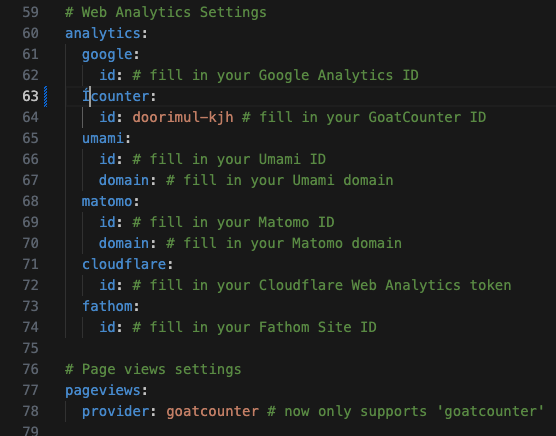 59 # Web Analytics Settings
60 analytics:
61 google:
62 id: # fill in your Google Analytics ID
63
64 id: doorimul-kjh # fill in your GoatCounter ID
65 umami:
66 id: # fill in your Umami ID
67 domain: # fill in your Umami domain
68 matomo:
69 id: # fill in your Matomo ID
70 domain: # fill in your Matomo domain
71 cloudflare:
72 id: # fill in your Cloudflare Web Analytics token
73 fathom:
74 id: # fill in your Fathom Site ID
75
76 # Page views settings
77 pageviews:
78 provider: goatcounter # now only supports 'goatcounter'
79